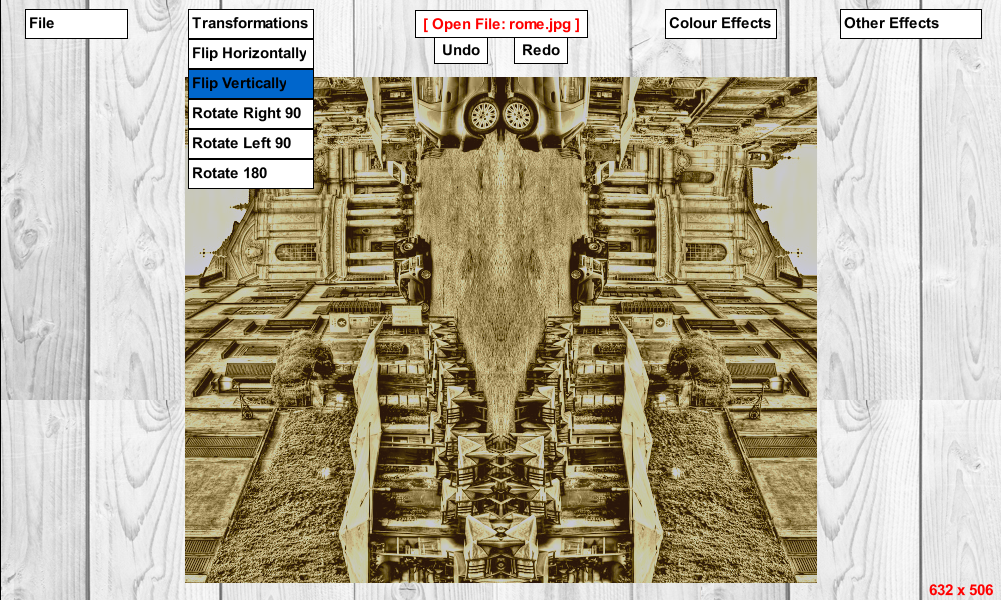 File
Transformations
[ Open File: rome.jpg ]
Colour Effects
Other Effects
Undo
Redo
Flip Horizontally
Flip Vertically
Rotate Right 90
Rotate Left 90
Rotate 180
632 x 506